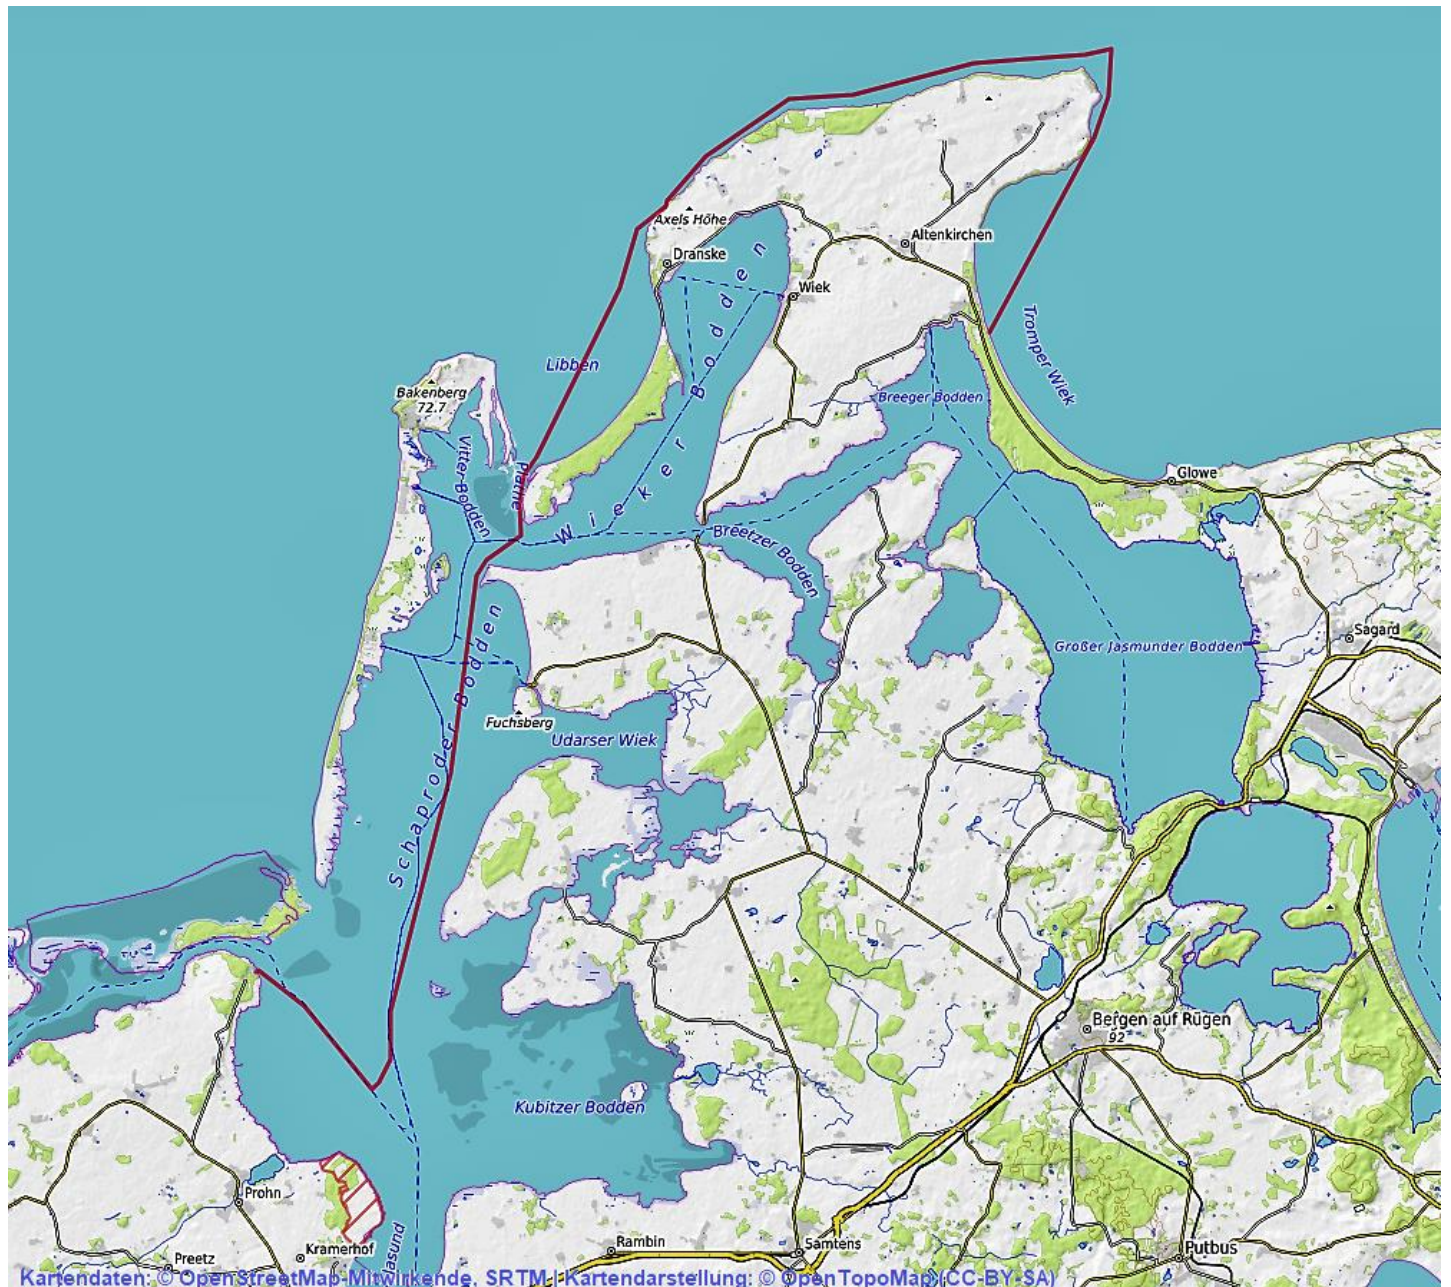 Axels Höhe
Altenkirchen
Dranske
Wiek
Libben
Tromper Wiek
Bakenberg
72.7
Breeger Bodden
Vitter Bodden
Wieker Bodden
Glowe
Breetzer Bodden
Sagard
Großer Jasmunder Bodden
Schaproder Bodden
Fuchsberg
Udarser Wiek
Bergen auf Rügen
92
Kubitzer Bodden
Prohn
Kramerhof
Preetz
Rambin
Samtens
Putbus
Kartendaten: © OpenStreetMap-Mitwirkende, SRTM | Kartendarstellung: © OpenTopoMap (CC-BY-SA)